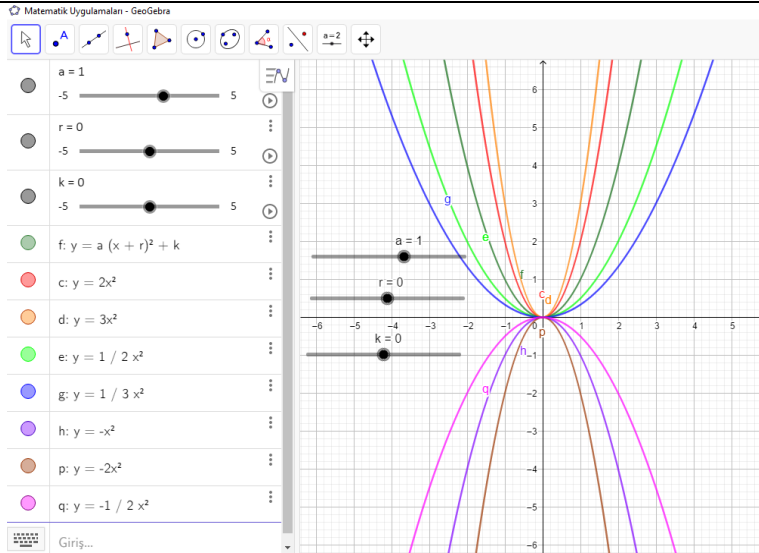 Matematik Uygulamaları - GeoGebra
A
a=2
a = 1
-5 5
r = 0
-5 5
k = 0
-5 5
f: y = a (x + r)² + k
c: y = 2x²
d: y = 3x²
e: y = 1 / 2 x²
g: y = 1 / 3 x²
h: y = -x²
p: y = -2x²
q: y = -1 / 2 x²
Giriş...
6
5
4
3
2
1
−1
−2
−3
−4
−5
−6
−6 −5 −4 −3 −2 −1 0 1 2 3 4 5
g
e
f
c
d
p
h
q
a = 1
r = 0
k = 0